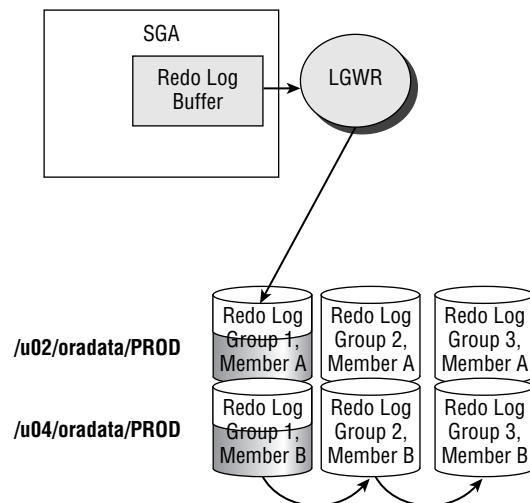 SGA
Redo Log
Buffer
LGWR
/u02/oradata/PROD
Redo Log
Group 1,
Member A
Redo Log
Group 2,
Member A
Redo Log
Group 3,
Member A
/u04/oradata/PROD
Redo Log
Group 1,
Member B
Redo Log
Group 2,
Member B
Redo Log
Group 3,
Member B